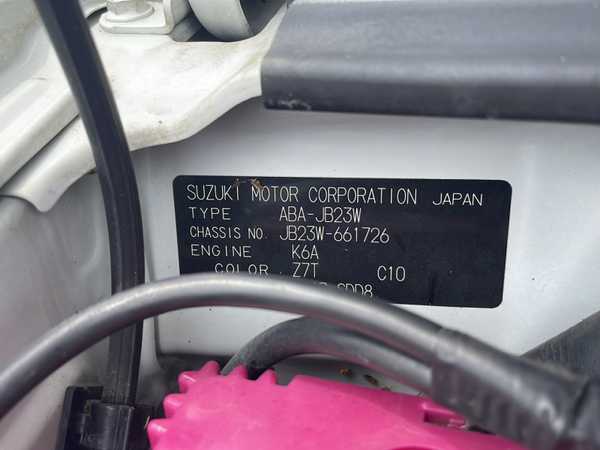 SUZUKI MOTOR CORPORATION JAPAN
TYPE ABA-JB23W
CHASSIS NO. JB23W-661726
ENGINE K6A
COLOR Z7T C10